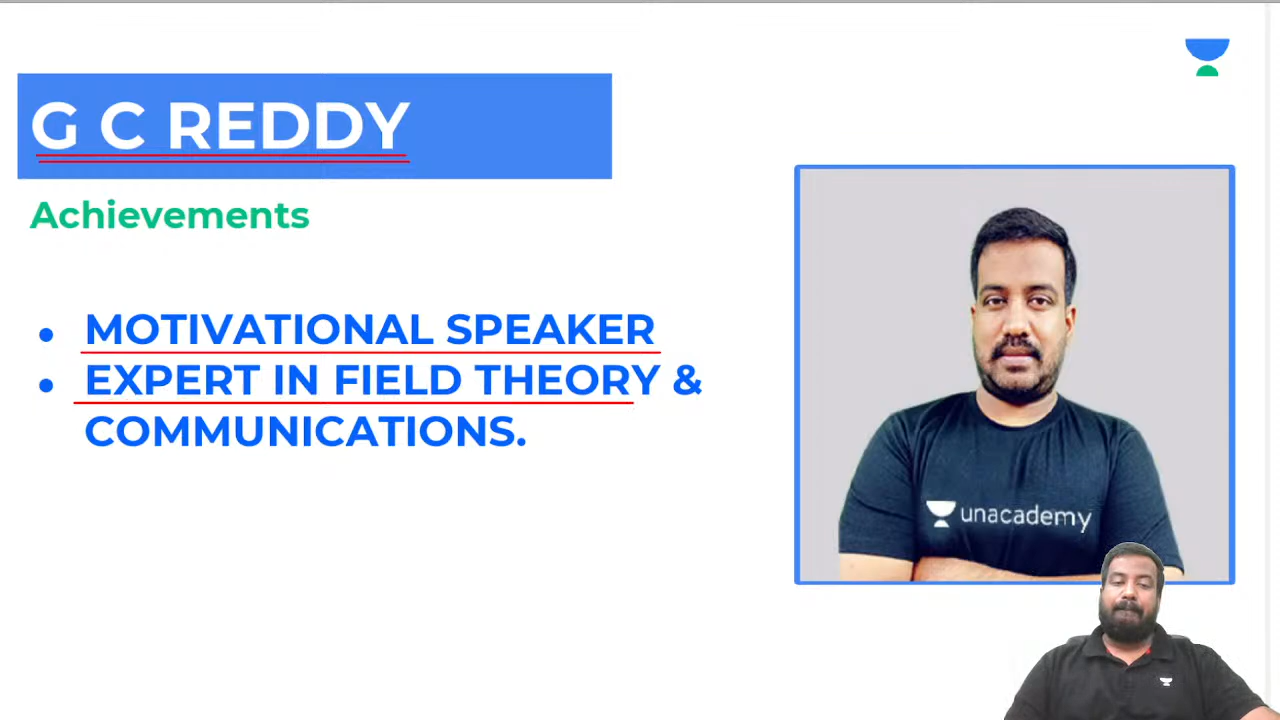 G C REDDY
Achievements
• MOTIVATIONAL SPEAKER
• EXPERT IN FIELD THEORY &
COMMUNICATIONS.
unacademy